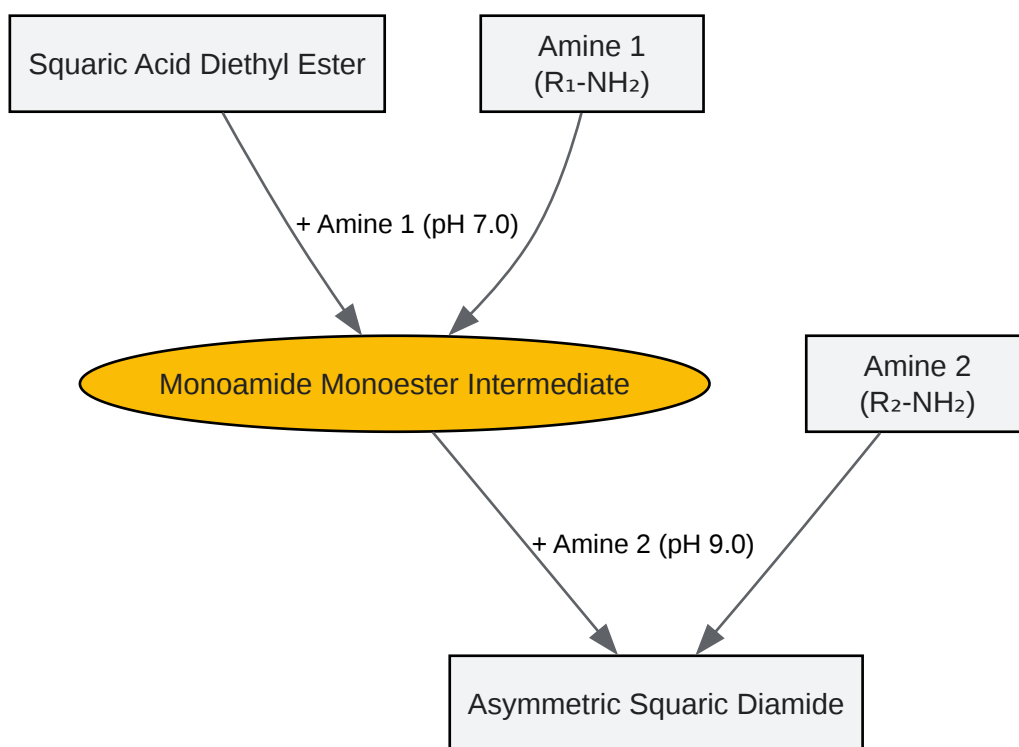 Squaric Acid Diethyl Ester
Amine 1
(R₁-NH₂)
+ Amine 1 (pH 7.0)
Monoamide Monoester Intermediate
Amine 2
(R₂-NH₂)
+ Amine 2 (pH 9.0)
Asymmetric Squaric Diamide